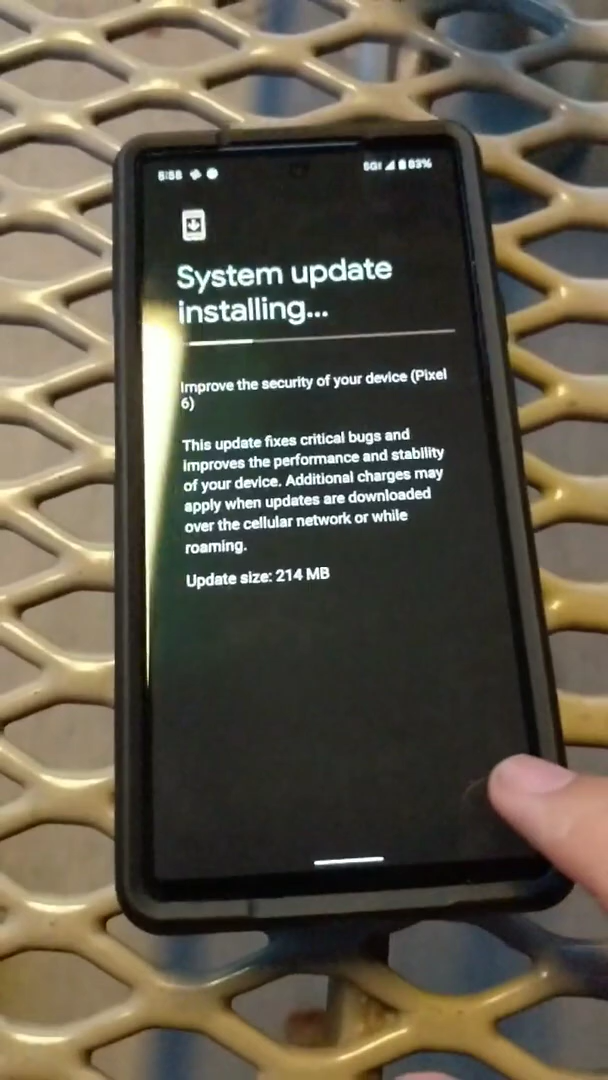 5:58 5G 83%
System update
installing...
Improve the security of your device (Pixel
6)
This update fixes critical bugs and
improves the performance and stability
of your device. Additional charges may
apply when updates are downloaded
over the cellular network or while
roaming.
Update size: 214 MB